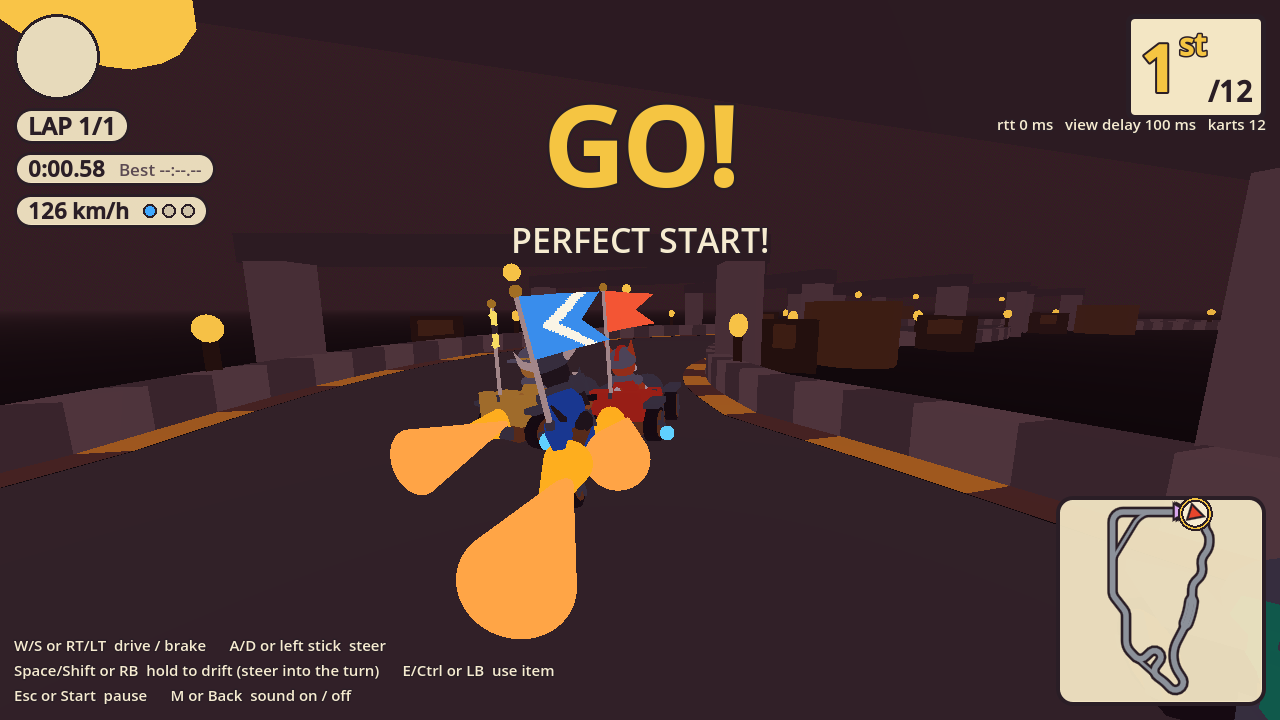 LAP 1/1
0:00.58 Best --:--.--
126 km/h
GO!
PERFECT START!
1st /12
rtt 0 ms view delay 100 ms karts 12
W/S or RT/LT drive / brake A/D or left stick steer
Space/Shift or RB hold to drift (steer into the turn) E/Ctrl or LB use item
Esc or Start pause M or Back sound on / off